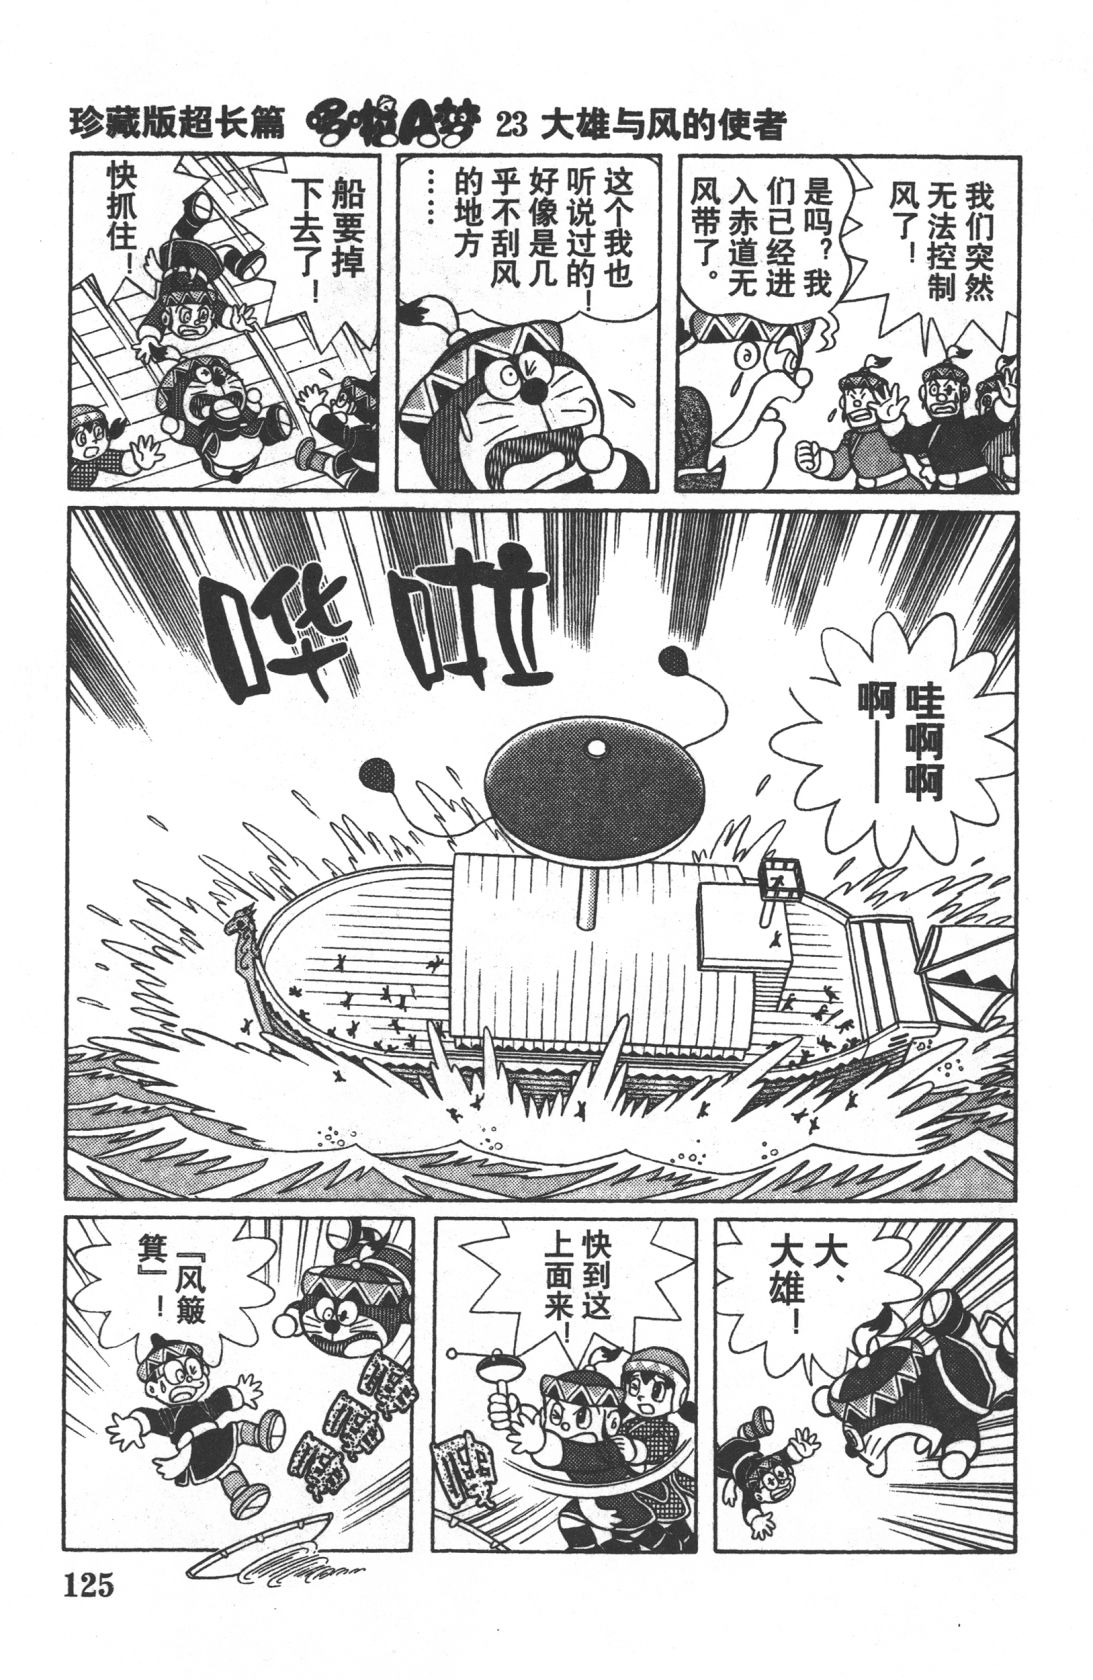 珍藏版超长篇 哆啦A梦 23 大雄与风的使者
我们突然
无法控制
风了！
是吗？我
们已经进
入赤道无
风带了。
这个我也
听说过的！
好像是几
乎不刮风
的地方
……
船要掉
下去了！
快抓住！
哗啦
哇啊啊
啊——
大、
大雄！
快到这
上面来！
嗡
『风簸
箕』！
嗡嗡嗡
125